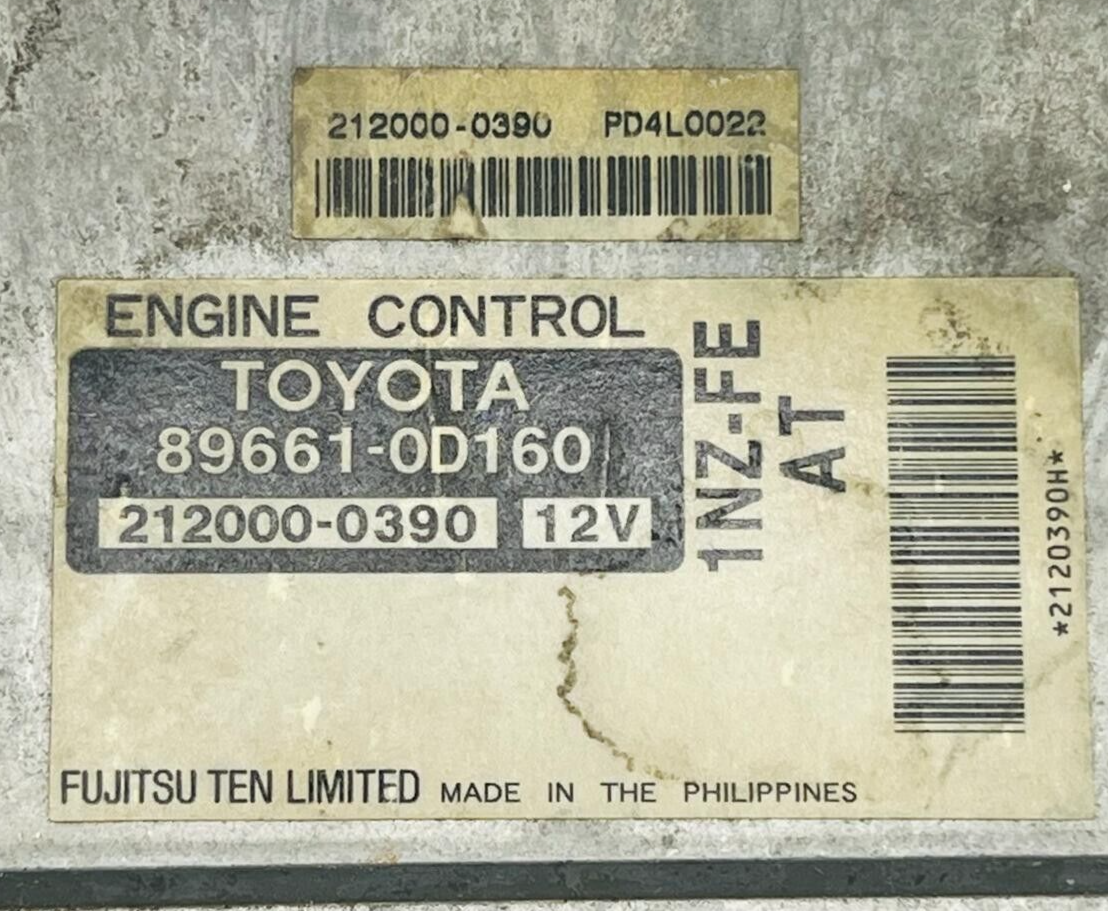 212000-0390 PD4L0022
ENGINE CONTROL
TOYOTA
89661-0D160
212000-0390 12V
1NZ-FE
AT
*2120390H*
FUJITSU TEN LIMITED MADE IN THE PHILIPPINES